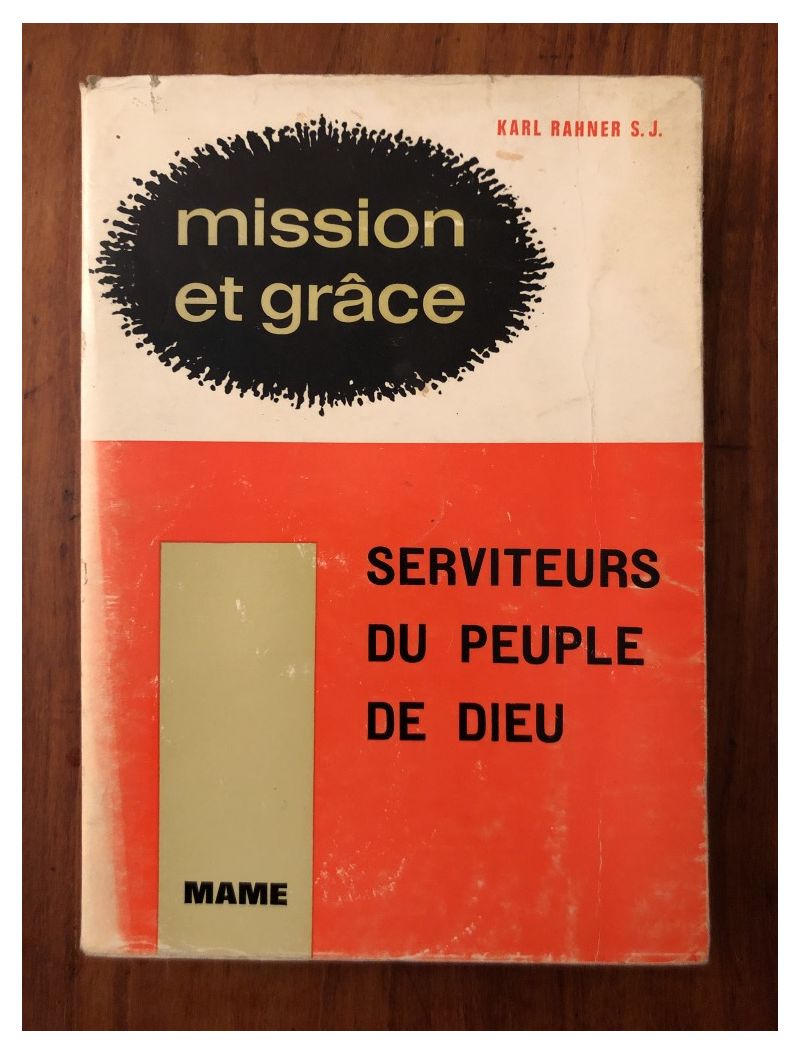 KARL RAHNER S.J.
mission
et grâce
SERVITEURS
DU PEUPLE
DE DIEU
MAME